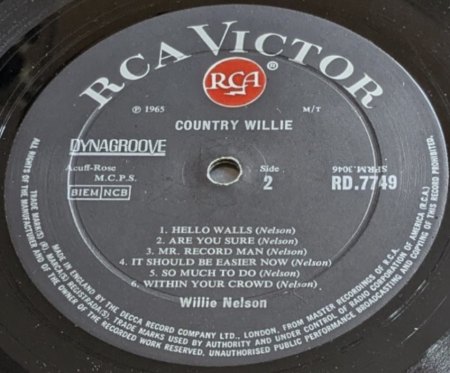 RCA VICTOR
RCA ®
℗ 1965
M/T
COUNTRY WILLIE
DYNAGROOVE
Acuff-Rose
M.C.P.S.
BIEM NCB
Side
2
SFRM.3046
RD.7749
1. HELLO WALLS (Nelson)
2. ARE YOU SURE (Nelson)
3. MR. RECORD MAN (Nelson)
4. IT SHOULD BE EASIER NOW (Nelson)
5. SO MUCH TO DO (Nelson)
6. WITHIN YOUR CROWD (Nelson)
Willie Nelson
MADE IN ENGLAND BY THE DECCA RECORD COMPANY LTD., LONDON, FROM MASTER RECORDINGS OF R.C.A.
TRADE MARK(S) (R.) MARCA(S) REGISTRADA(S). TRADE MARKS USED BY AUTHORITY AND UNDER CONTROL OF RADIO CORPORATION OF AMERICA (R.C.A.)
ALL RIGHTS OF THE MANUFACTURER AND OF THE OWNER OF THE RECORDED WORK RESERVED. UNAUTHORISED PUBLIC PERFORMANCE BROADCASTING AND COPYING OF THIS RECORD PROHIBITED.